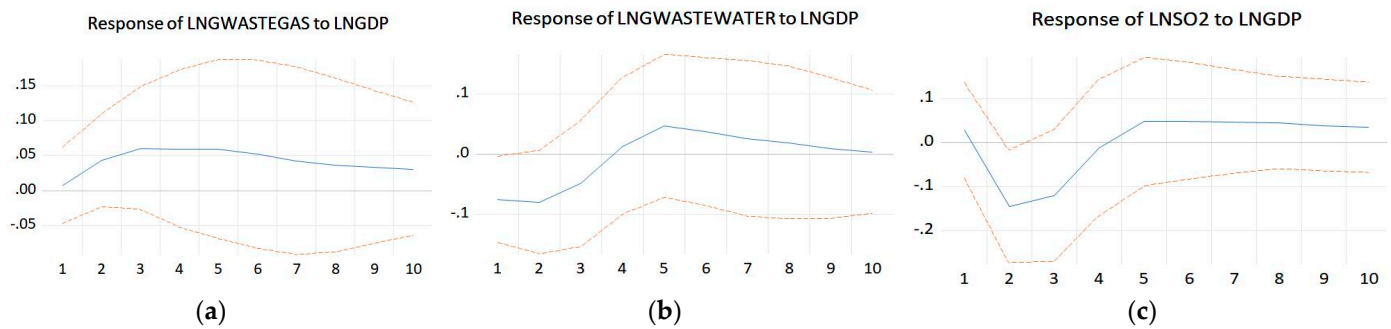 Response of LNGWASTEGAS to LNGDP
.15
.10
.05
.00
-.05
1 2 3 4 5 6 7 8 9 10
(a)
Response of LNGWASTEWATER to LNGDP
.1
.0
-.1
1 2 3 4 5 6 7 8 9 10
(b)
Response of LNSO2 to LNGDP
.1
.0
-.1
-.2
1 2 3 4 5 6 7 8 9 10
(c)